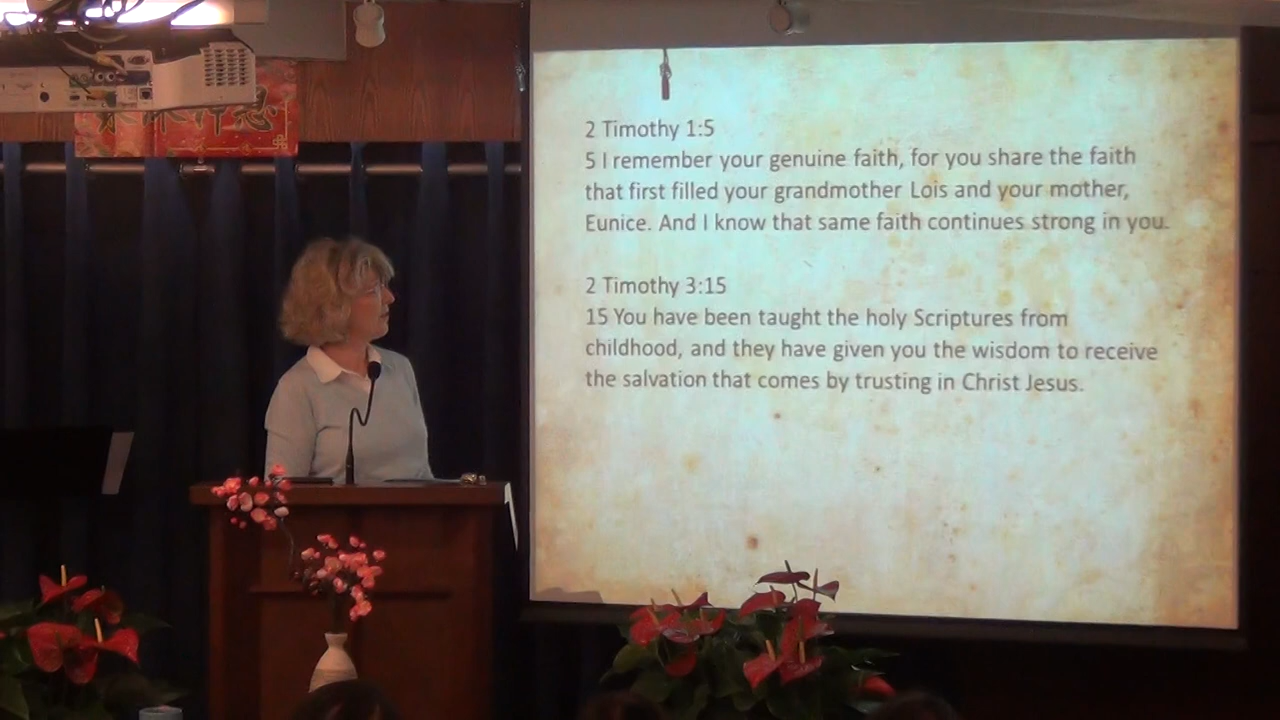 2 Timothy 1:5
5 I remember your genuine faith, for you share the faith
that first filled your grandmother Lois and your mother,
Eunice. And I know that same faith continues strong in you.
2 Timothy 3:15
15 You have been taught the holy Scriptures from
childhood, and they have given you the wisdom to receive
the salvation that comes by trusting in Christ Jesus.